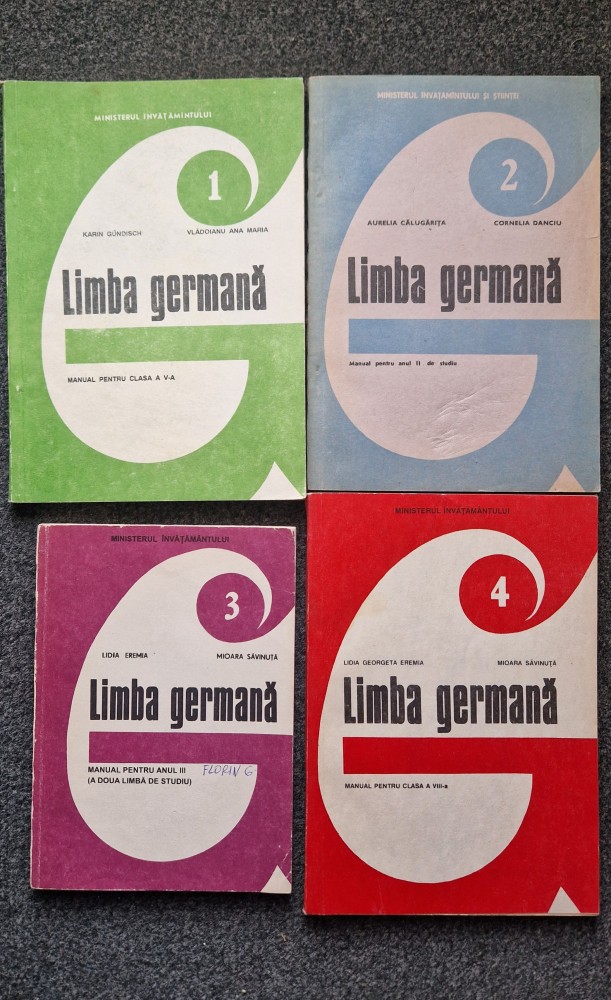 MINISTERUL ÎNVĂȚĂMÎNTULUI
1
KARIN GÜNDISCH VLĂDOIANU ANA MARIA
Limba germană
MANUAL PENTRU CLASA A V-A
MINISTERUL ÎNVĂȚĂMÎNTULUI ȘI ȘTIINȚEI
2
AURELIA CĂLUGĂRIȚA CORNELIA DANCIU
Limba germană
Manual pentru anul II de studiu
MINISTERUL ÎNVĂȚĂMÂNTULUI
3
LIDIA EREMIA MIOARA SĂVINUȚĂ
Limba germană
MANUAL PENTRU ANUL III
(A DOUA LIMBĂ DE STUDIU)
FLORIN G
MINISTERUL ÎNVĂȚĂMÂNTULUI
4
LIDIA GEORGETA EREMIA MIOARA SĂVINUȚĂ
Limba germană
MANUAL PENTRU CLASA A VIII-a